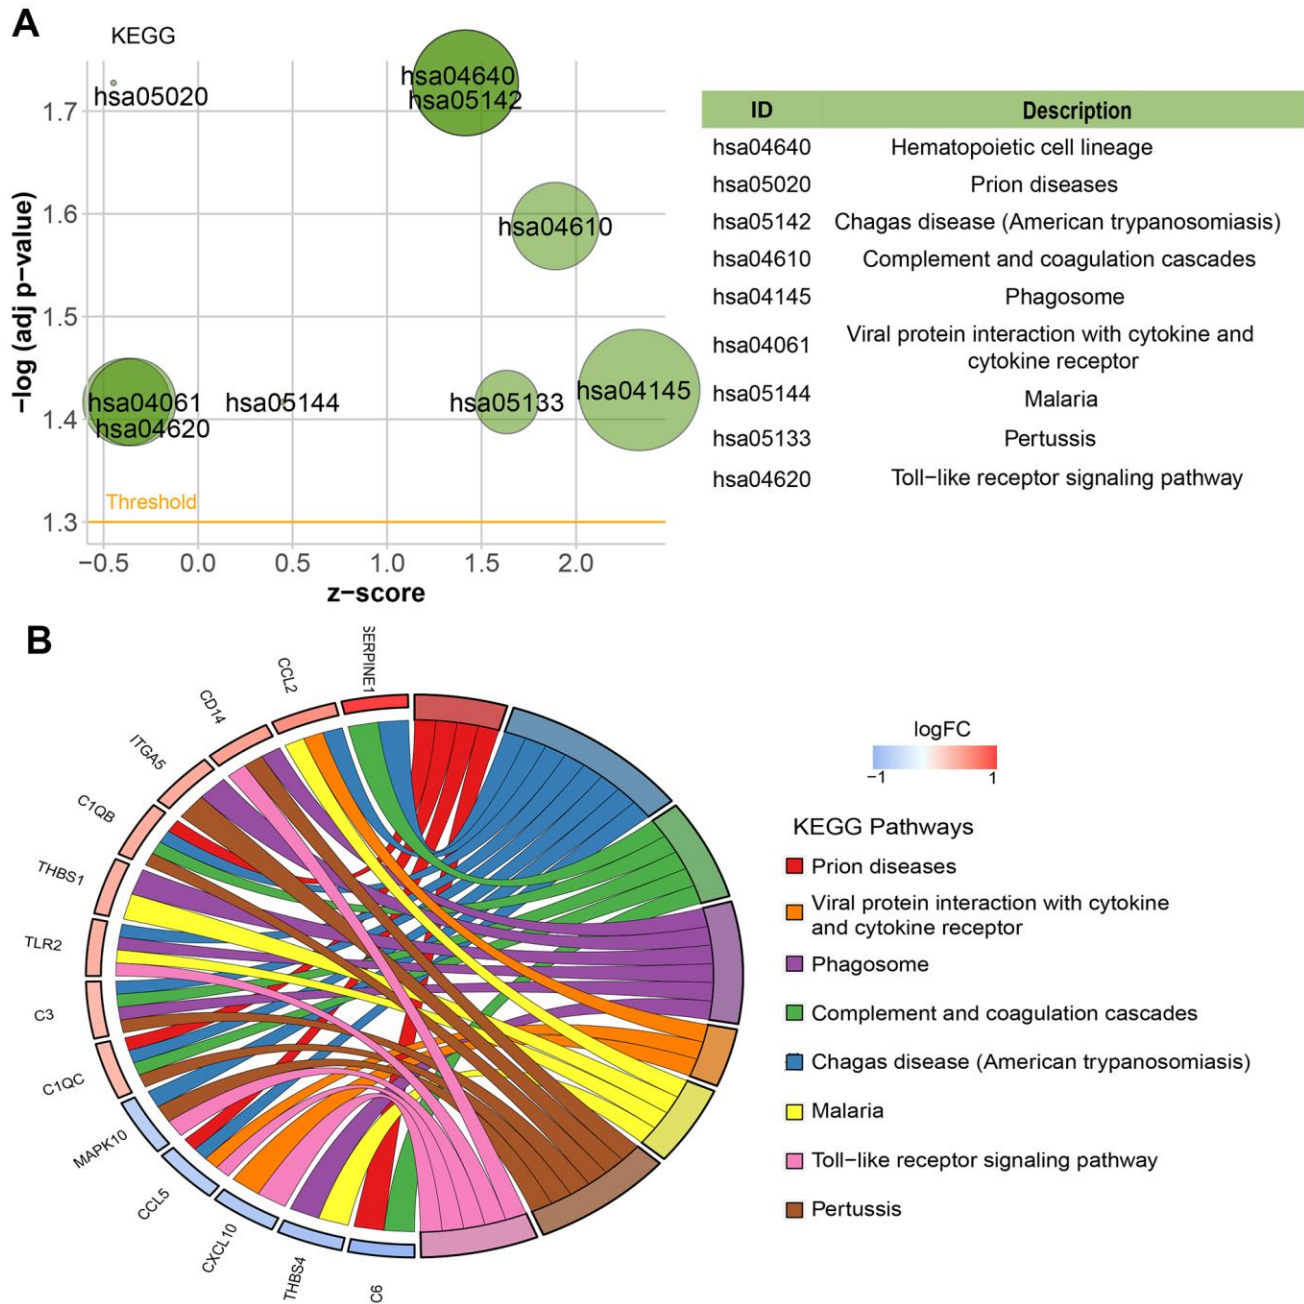 A
KEGG
−log (adj p−value)
1.7
1.6
1.5
1.4
1.3
hsa05020
hsa04640
hsa05142
hsa04610
hsa04061
hsa04620
hsa05144
hsa05133
hsa04145
Threshold
−0.5 0.0 0.5 1.0 1.5 2.0
z−score
ID Description
hsa04640 Hematopoietic cell lineage
hsa05020 Prion diseases
hsa05142 Chagas disease (American trypanosomiasis)
hsa04610 Complement and coagulation cascades
hsa04145 Phagosome
hsa04061 Viral protein interaction with cytokine and
cytokine receptor
hsa05144 Malaria
hsa05133 Pertussis
hsa04620 Toll−like receptor signaling pathway
B
SERPINE1
CCL2
CD14
ITGA5
C1QB
THBS1
TLR2
C3
C1QC
MAPK10
CCL5
CXCL10
THBS4
C6
logFC
−1 1
KEGG Pathways
Prion diseases
Viral protein interaction with cytokine
and cytokine receptor
Phagosome
Complement and coagulation cascades
Chagas disease (American trypanosomiasis)
Malaria
Toll−like receptor signaling pathway
Pertussis